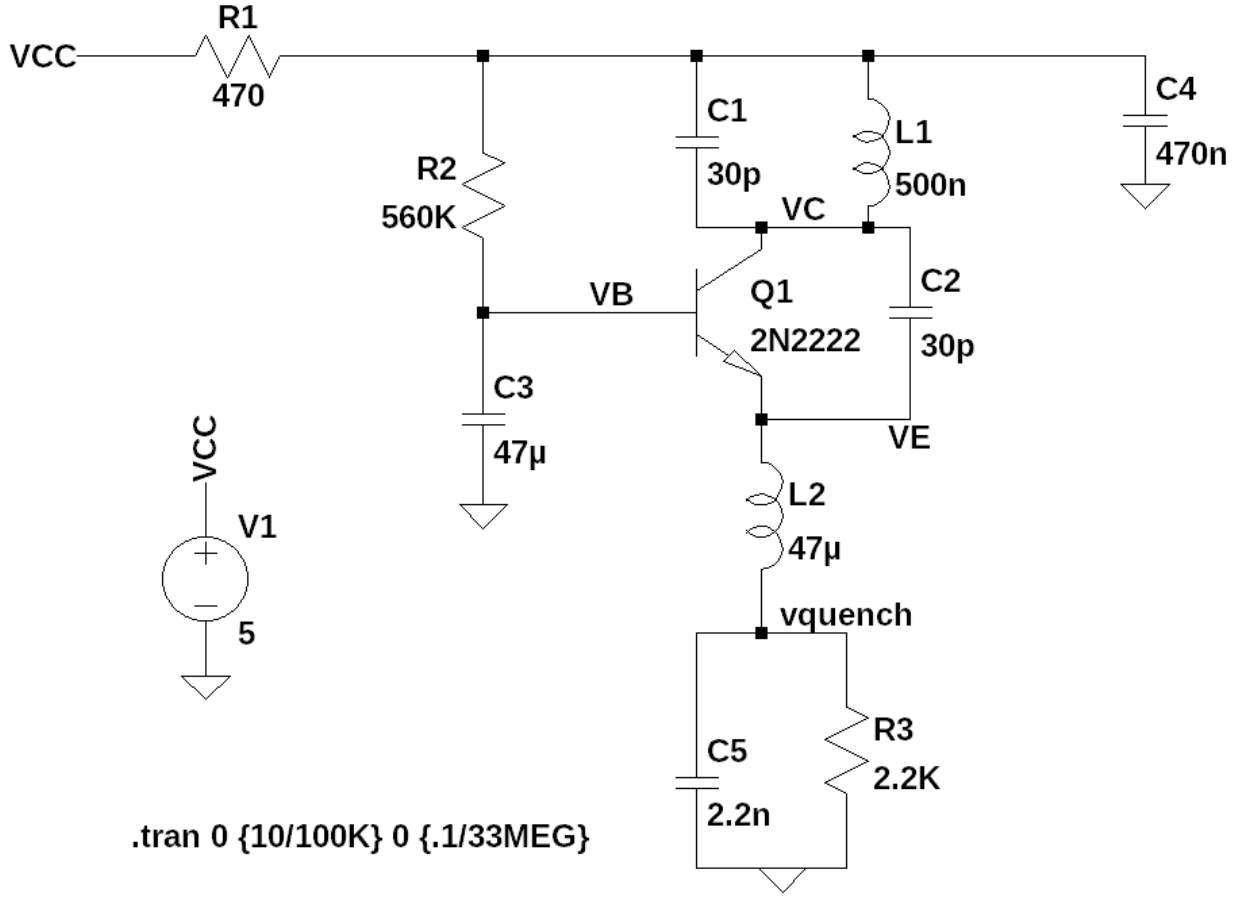 R1
VCC
470
C1
C4
L1
R2
470n
30p
500n
560K
VC
C2
VB
Q1
2N2222
30p
C3
VCC
VE
47µ
L2
V1
47µ
vquench
5
R3
C5
2.2K
2.2n
.tran 0 {10/100K} 0 {.1/33MEG}